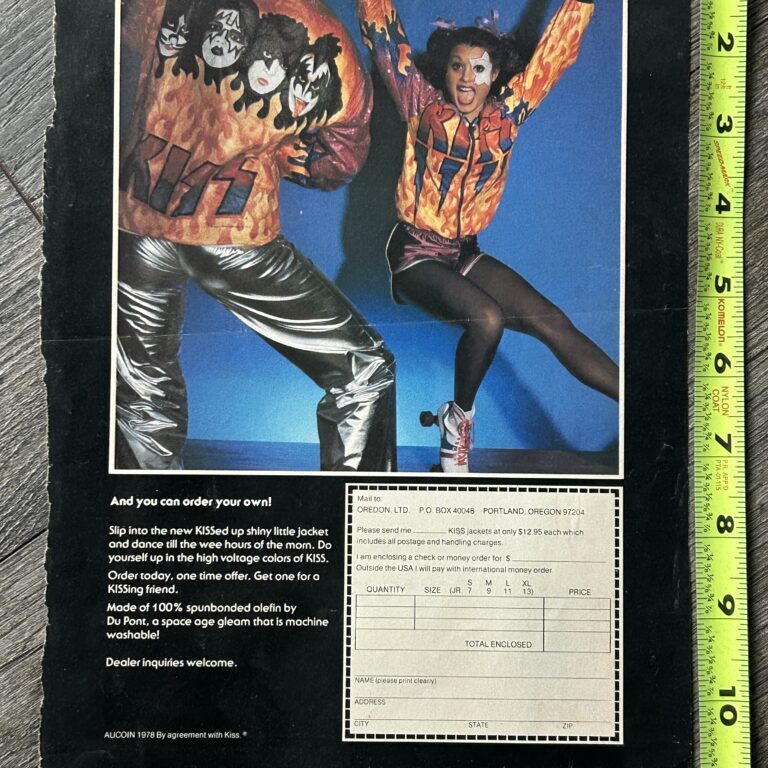 KISS
KISS
And you can order your own!
Slip into the new KISSed up shiny little jacket
and dance till the wee hours of the morn. Do
yourself up in the high voltage colors of KISS.
Order today, one time offer. Get one for a
KISSing friend.
Made of 100% spunbonded olefin by
Du Pont, a space age gleam that is machine
washable!
Dealer inquiries welcome.
AUCOIN 1978 By agreement with Kiss.®
Mail to:
OREDON, LTD. P.O. BOX 40046 PORTLAND, OREGON 97204
Please send me ________ KISS jackets at only $12.95 each which
includes all postage and handling charges.
I am enclosing a check or money order for $ ________
Outside the USA I will pay with international money order.
S M L XL
QUANTITY SIZE (JR. 7 9 11 13) PRICE
TOTAL ENCLOSED
NAME (please print clearly)
ADDRESS
CITY STATE ZIP
2
3
4
5
KOMELON
6
NYLON
COAT
7
8
9
10